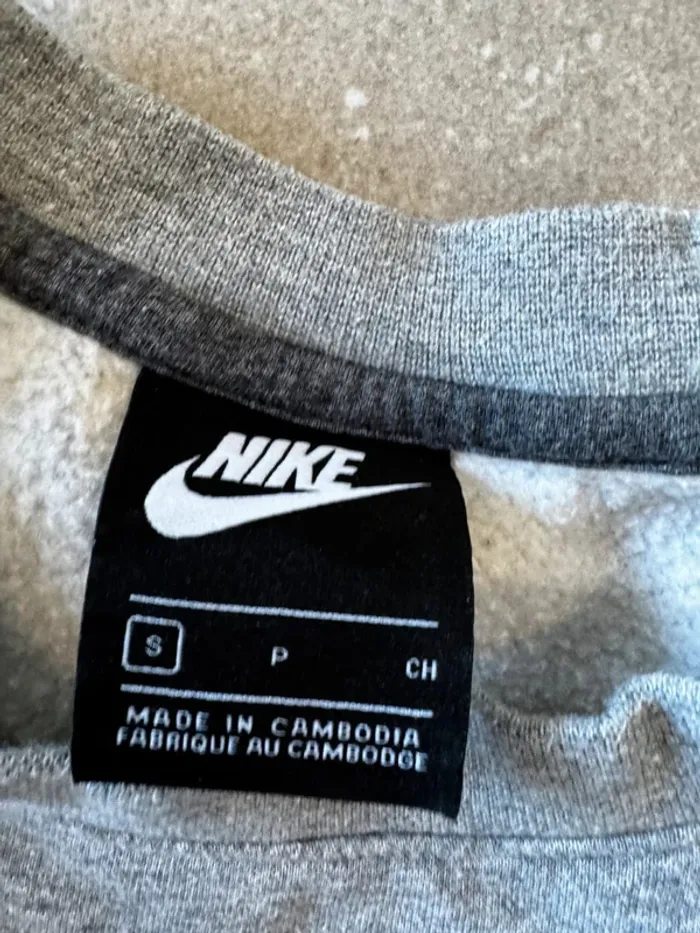 NIKE
S P CH
MADE IN CAMBODIA
FABRIQUE AU CAMBODGE